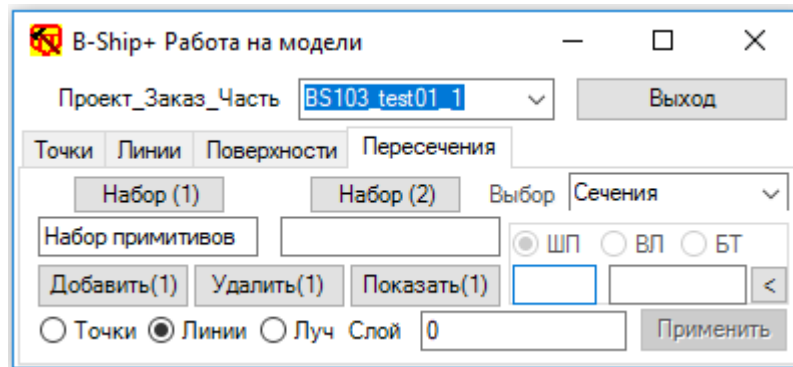 B-Ship+ Работа на модели
Проект_Заказ_Часть BS103_test01_1 Выход
Точки Линии Поверхности Пересечения
Набор (1) Набор (2) Выбор Сечения
Набор примитивов ШП ВЛ БТ
Добавить(1) Удалить(1) Показать(1) <
Точки Линии Луч Слой 0 Применить